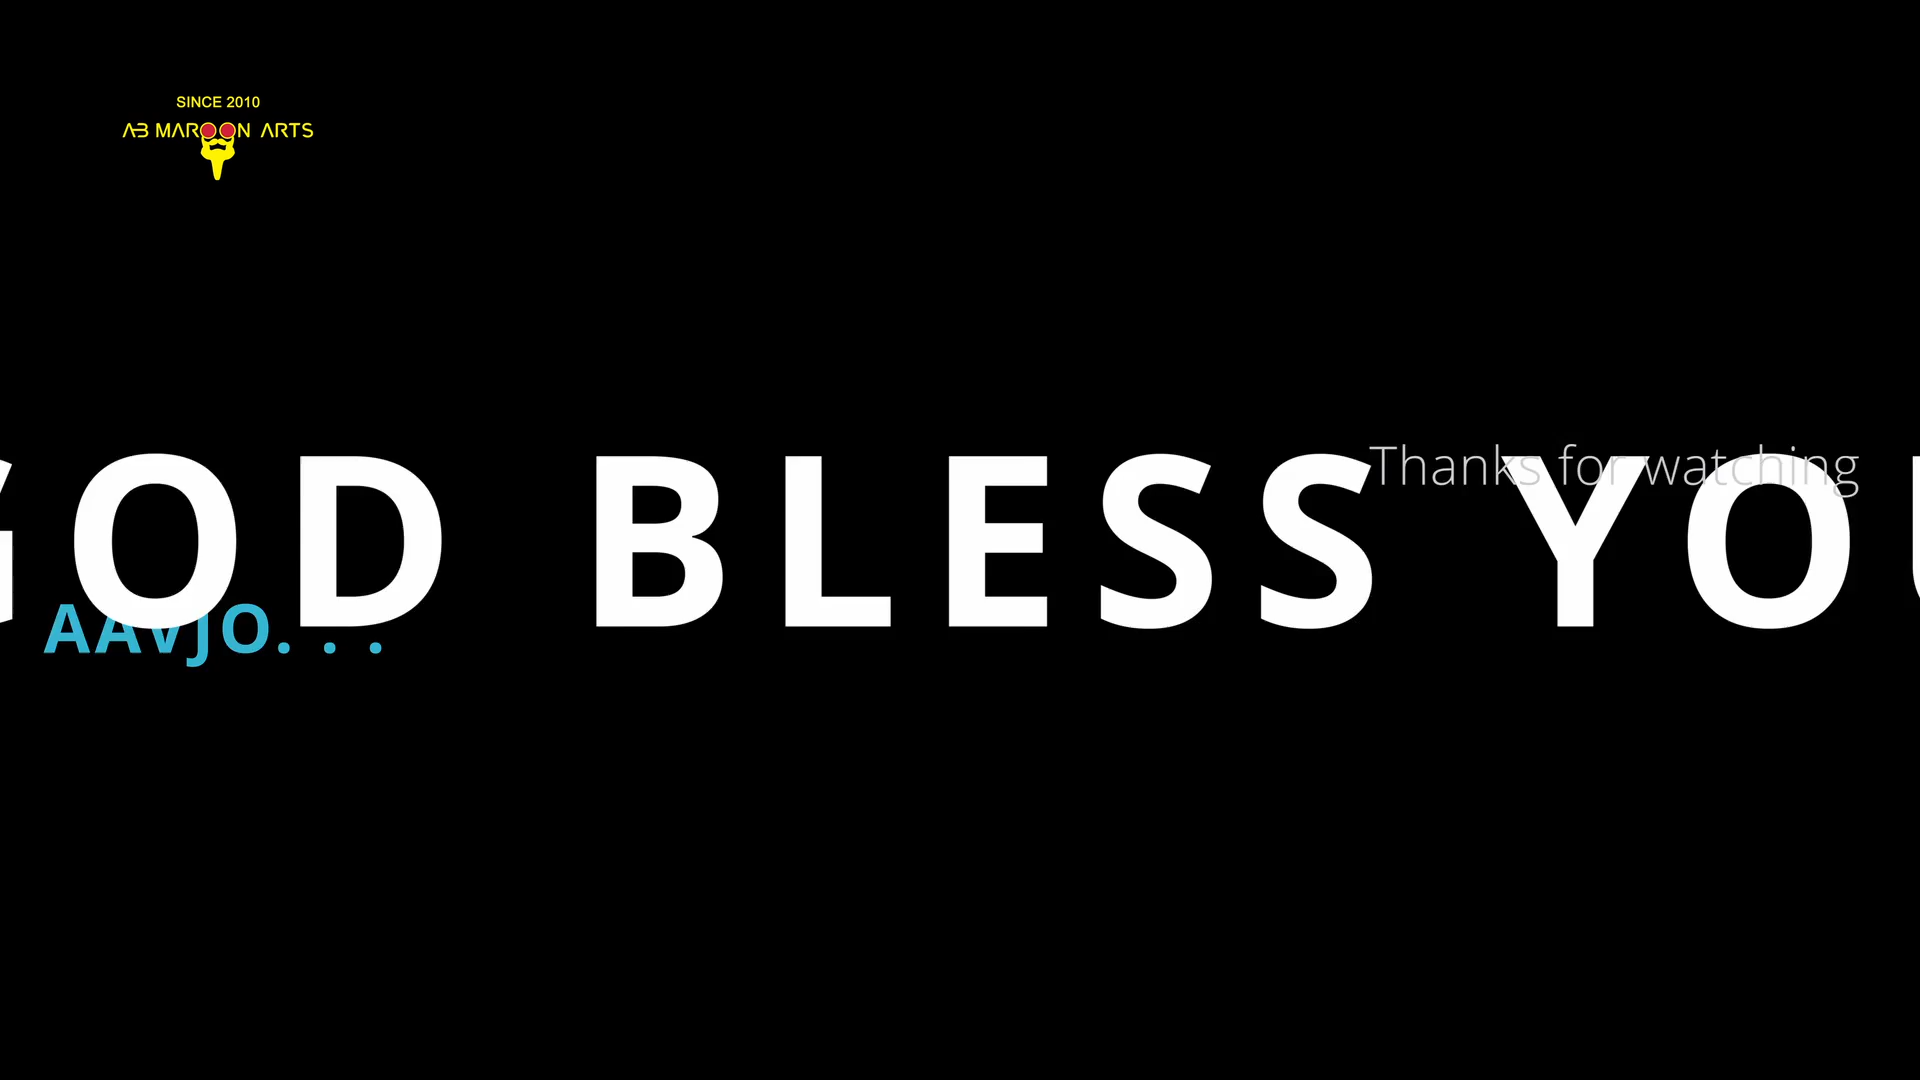 SINCE 2010
AB MAROON ARTS
Thanks for watching
GOD BLESS YOU
AAVJO. . .